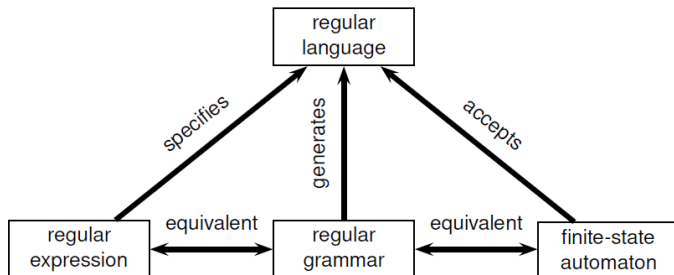 regular
language
specifies
generates
accepts
equivalent
equivalent
regular
expression
regular
grammar
finite-state
automaton